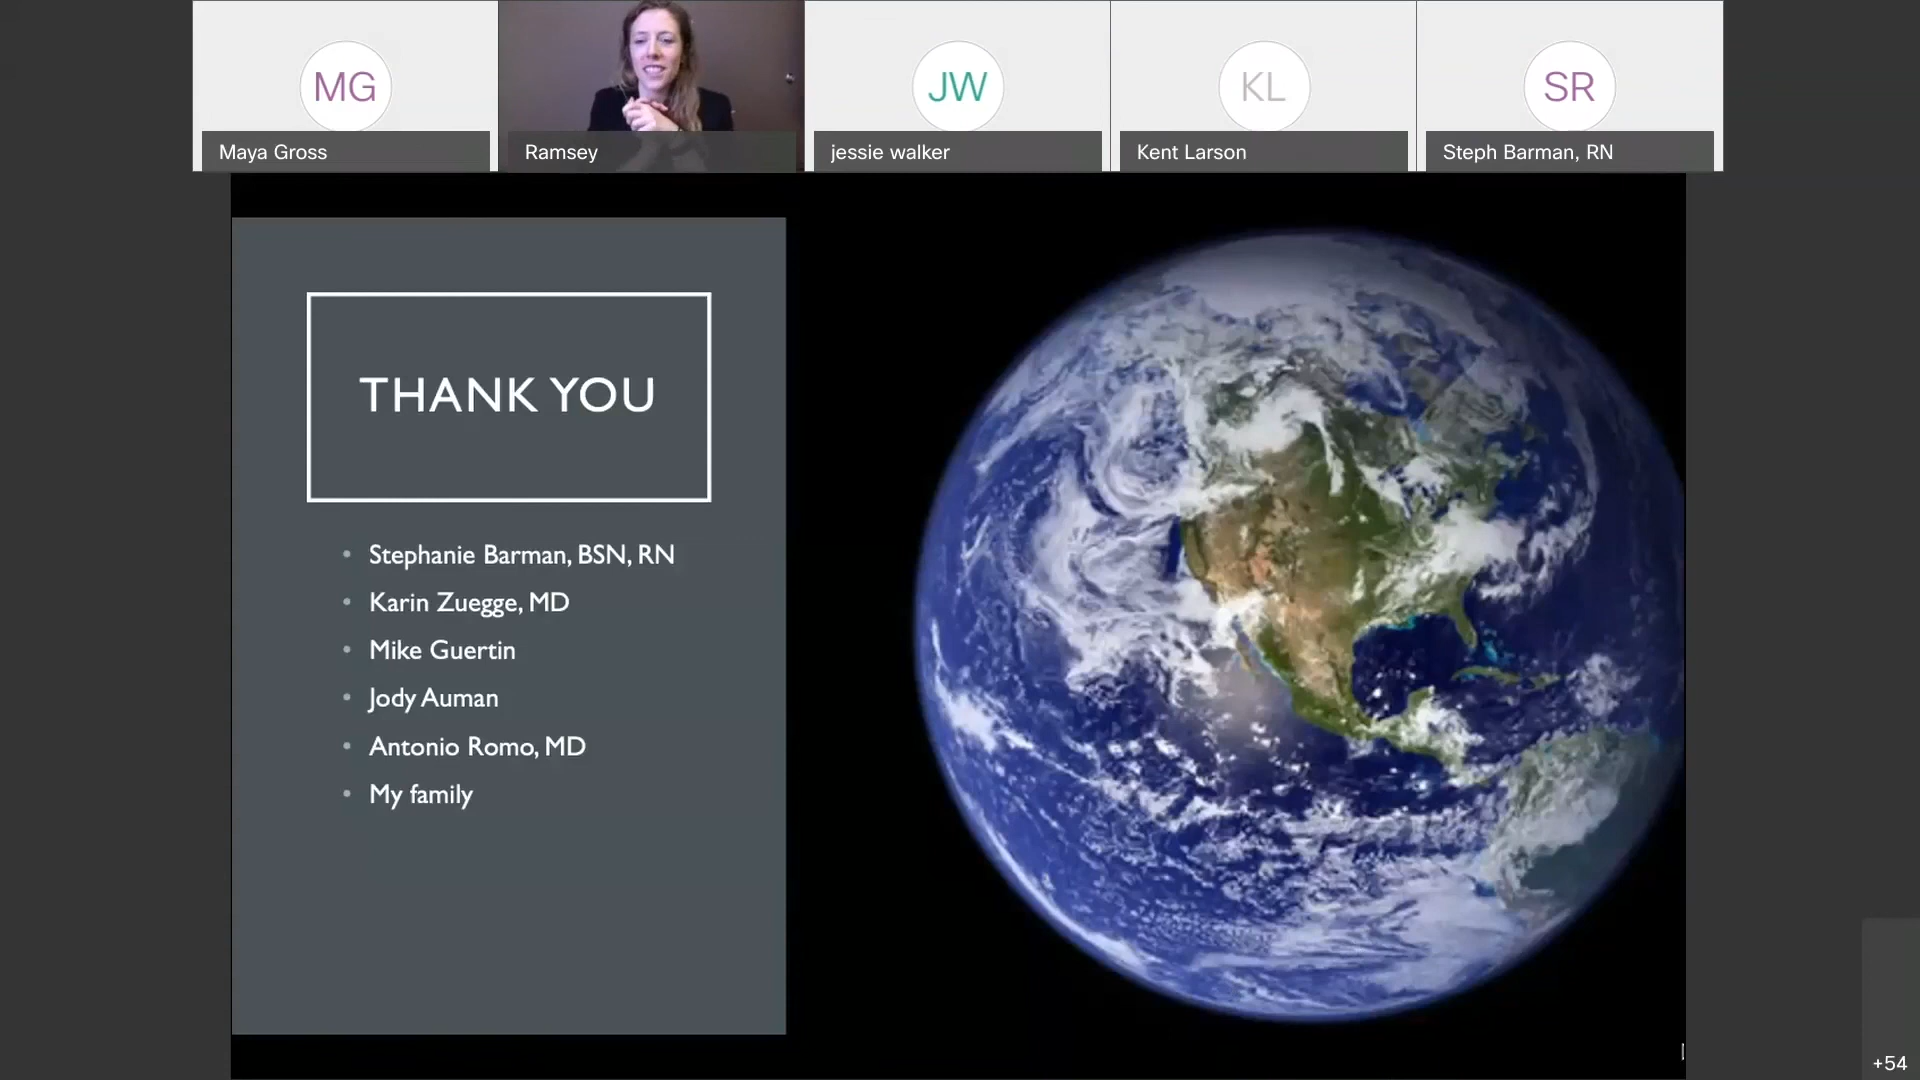 MG
Maya Gross
Ramsey
JW
jessie walker
KL
Kent Larson
SR
Steph Barman, RN
THANK YOU
• Stephanie Barman, BSN, RN
• Karin Zuegge, MD
• Mike Guertin
• Jody Auman
• Antonio Romo, MD
• My family
+54